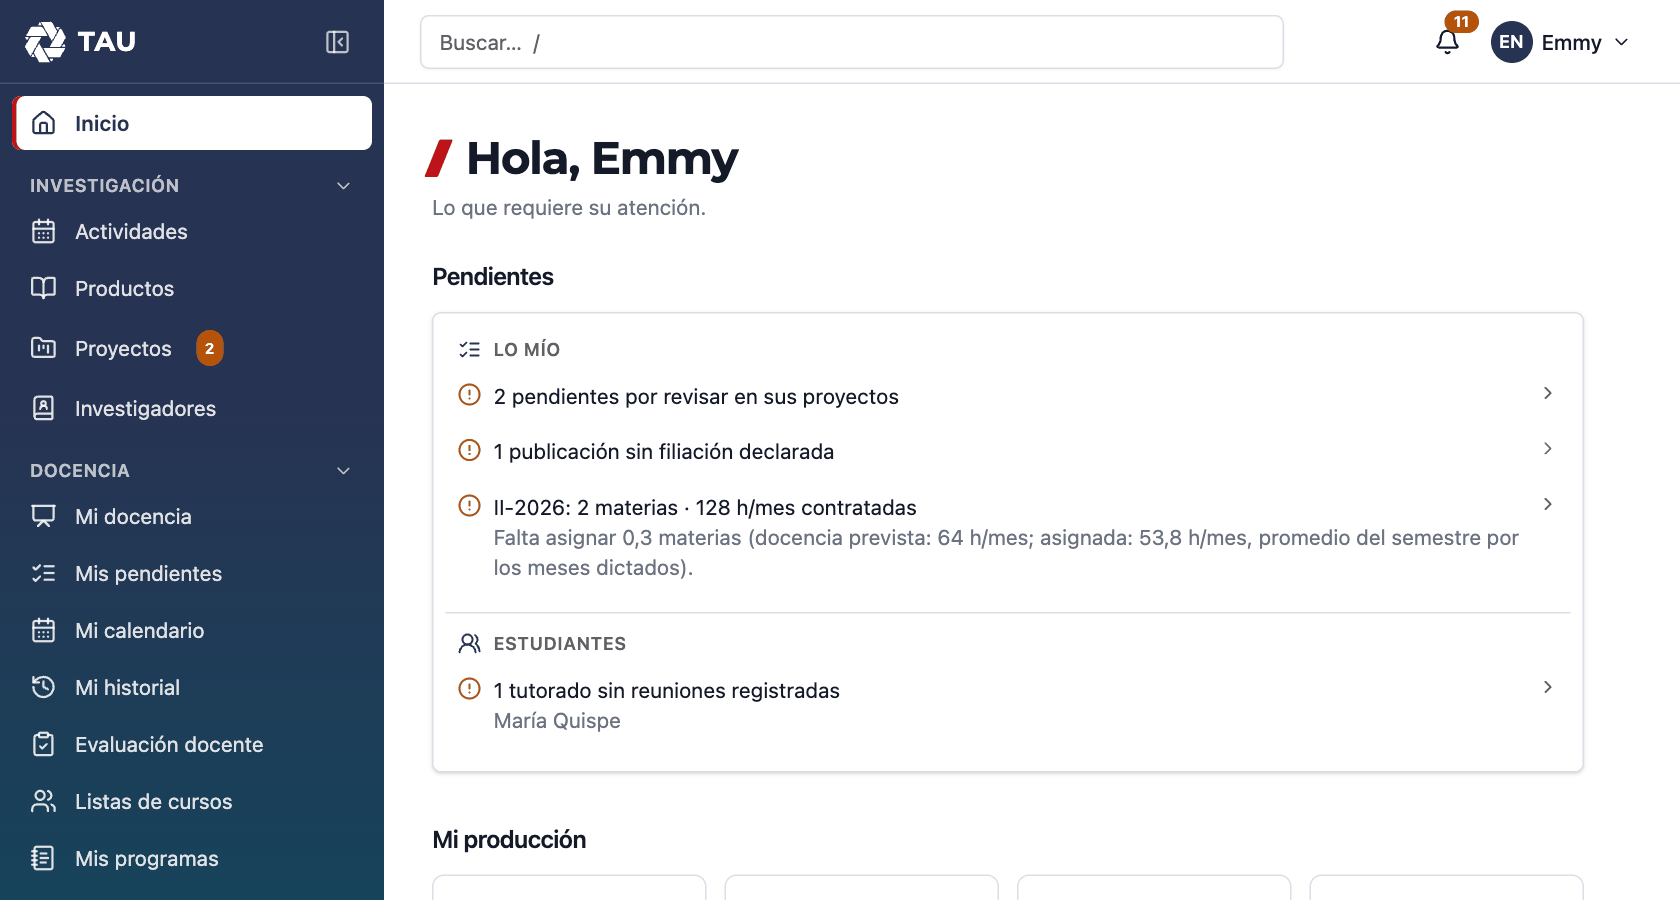 TAU
Buscar... /
11
EN
Emmy
Inicio
INVESTIGACIÓN
Actividades
Productos
Proyectos
2
Investigadores
DOCENCIA
Mi docencia
Mis pendientes
Mi calendario
Mi historial
Evaluación docente
Listas de cursos
Mis programas
Hola, Emmy
Lo que requiere su atención.
Pendientes
LO MÍO
2 pendientes por revisar en sus proyectos
1 publicación sin filiación declarada
II-2026: 2 materias · 128 h/mes contratadas
Falta asignar 0,3 materias (docencia prevista: 64 h/mes; asignada: 53,8 h/mes, promedio del semestre por
los meses dictados).
ESTUDIANTES
1 tutorado sin reuniones registradas
María Quispe
Mi producción